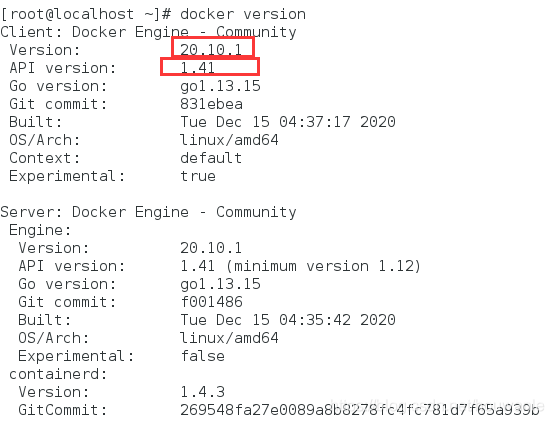 [root@localhost ~]# docker version
Client: Docker Engine - Community
Version: 20.10.1
API version: 1.41
Go version: go1.13.15
Git commit: 831ebea
Built: Tue Dec 15 04:37:17 2020
OS/Arch: linux/amd64
Context: default
Experimental: true
Server: Docker Engine - Community
Engine:
Version: 20.10.1
API version: 1.41 (minimum version 1.12)
Go version: go1.13.15
Git commit: f001486
Built: Tue Dec 15 04:35:42 2020
OS/Arch: linux/amd64
Experimental: false
containerd:
Version: 1.4.3
GitCommit: 269548fa27e0089a8b8278fc4fc781d7f65a939b